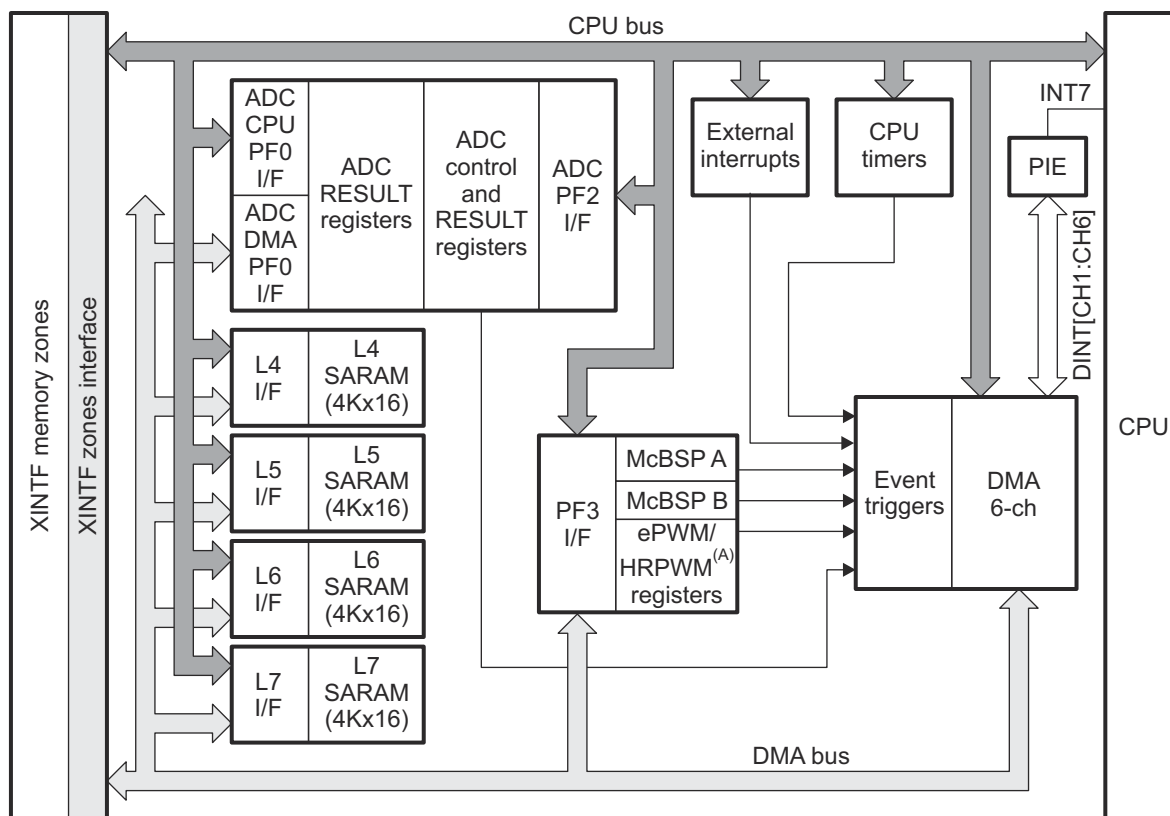 CPU bus
XINTF memory zones
XINTF zones interface
ADC
CPU
PF0
I/F
ADC
DMA
PF0
I/F
ADC
RESULT
registers
ADC
control
and
RESULT
registers
ADC
PF2
I/F
External
interrupts
CPU
timers
INT7
PIE
DINT[CH1:CH6]
CPU
L4
I/F
L4
SARAM
(4Kx16)
L5
I/F
L5
SARAM
(4Kx16)
L6
I/F
L6
SARAM
(4Kx16)
L7
I/F
L7
SARAM
(4Kx16)
PF3
I/F
McBSP A
McBSP B
ePWM/
HRPWM(A)
registers
Event
triggers
DMA
6-ch
DMA bus